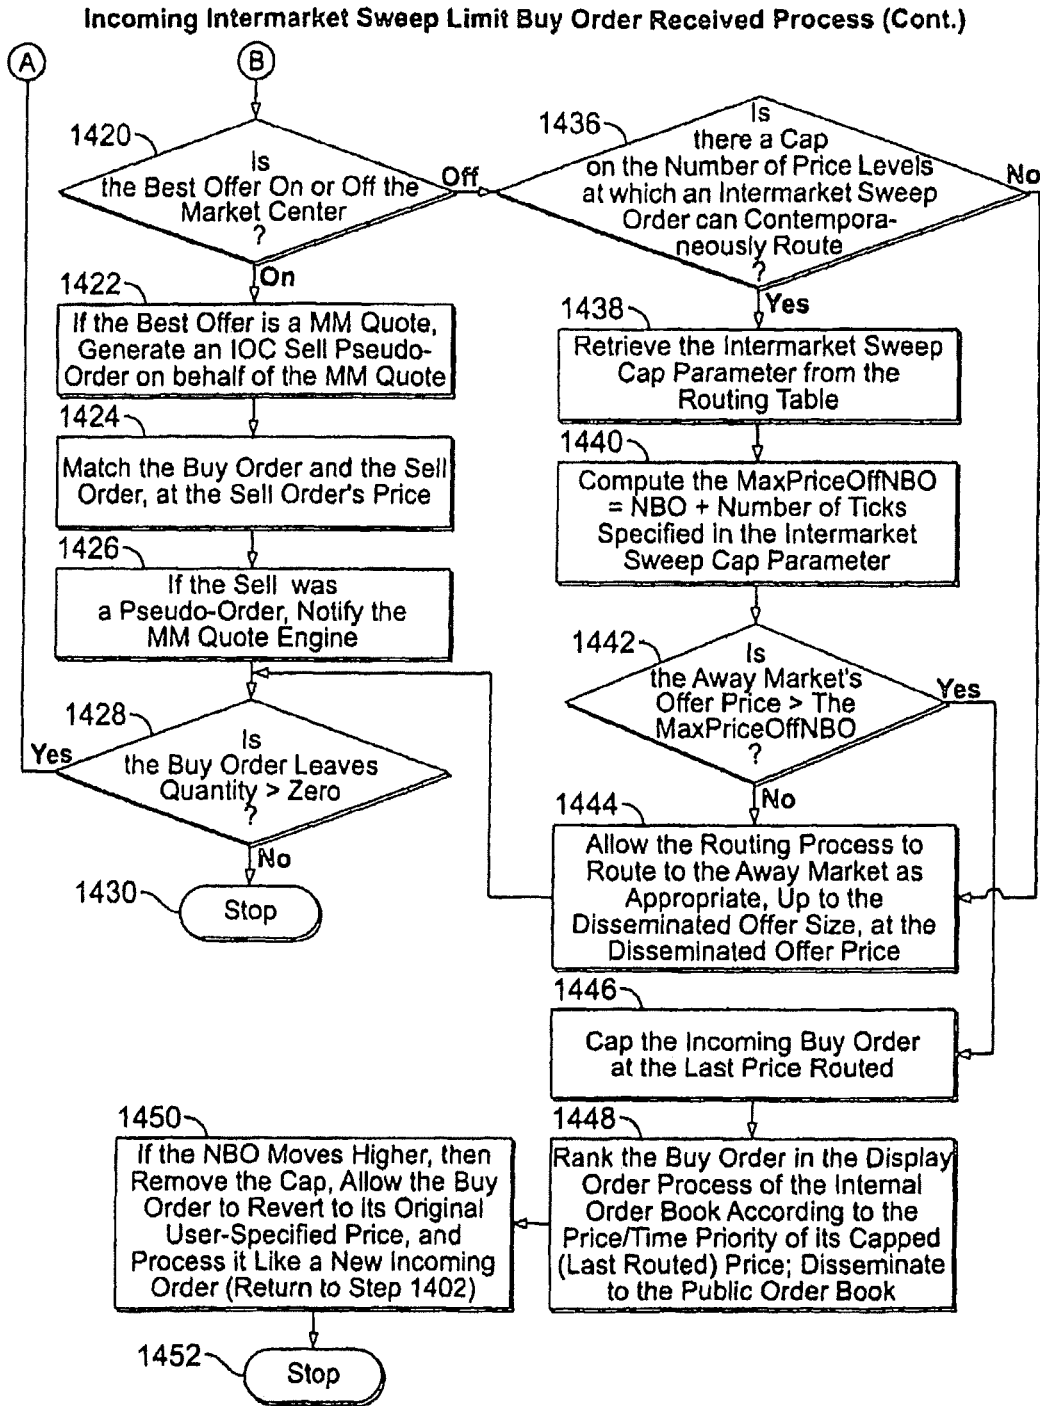 Incoming Intermarket Sweep Limit Buy Order Received Process (Cont.)
A
B
1420
Is
the Best Offer On or Off the
Market Center
?
Off
On
1422
If the Best Offer is a MM Quote,
Generate an IOC Sell Pseudo-
Order on behalf of the MM Quote
1424
Match the Buy Order and the Sell
Order, at the Sell Order's Price
1426
If the Sell was
a Pseudo-Order, Notify the
MM Quote Engine
1428
Yes
Is
the Buy Order Leaves
Quantity > Zero
?
No
1430
Stop
1436
Is
there a Cap
on the Number of Price Levels
at which an Intermarket Sweep
Order can Contempora-
neously Route
?
No
Yes
1438
Retrieve the Intermarket Sweep
Cap Parameter from the
Routing Table
1440
Compute the MaxPriceOffNBO
= NBO + Number of Ticks
Specified in the Intermarket
Sweep Cap Parameter
1442
Is
the Away Market's
Offer Price > The
MaxPriceOffNBO
?
Yes
No
1444
Allow the Routing Process to
Route to the Away Market as
Appropriate, Up to the
Disseminated Offer Size, at the
Disseminated Offer Price
1446
Cap the Incoming Buy Order
at the Last Price Routed
1448
Rank the Buy Order in the Display
Order Process of the Internal
Order Book According to the
Price/Time Priority of its Capped
(Last Routed) Price; Disseminate
to the Public Order Book
1450
If the NBO Moves Higher, then
Remove the Cap, Allow the Buy
Order to Revert to Its Original
User-Specified Price, and
Process it Like a New Incoming
Order (Return to Step 1402)
1452
Stop